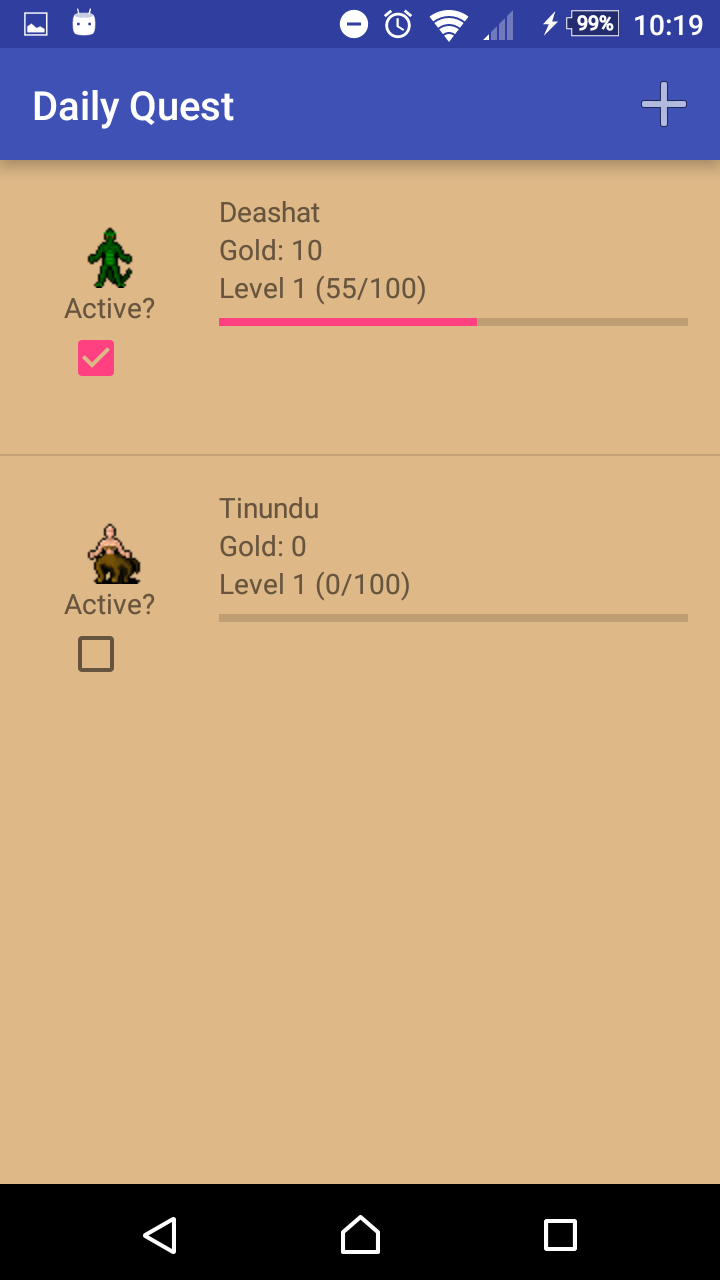 99% 10:19
Daily Quest
Deashat
Gold: 10
Level 1 (55/100)
Active?
Tinundu
Gold: 0
Level 1 (0/100)
Active?